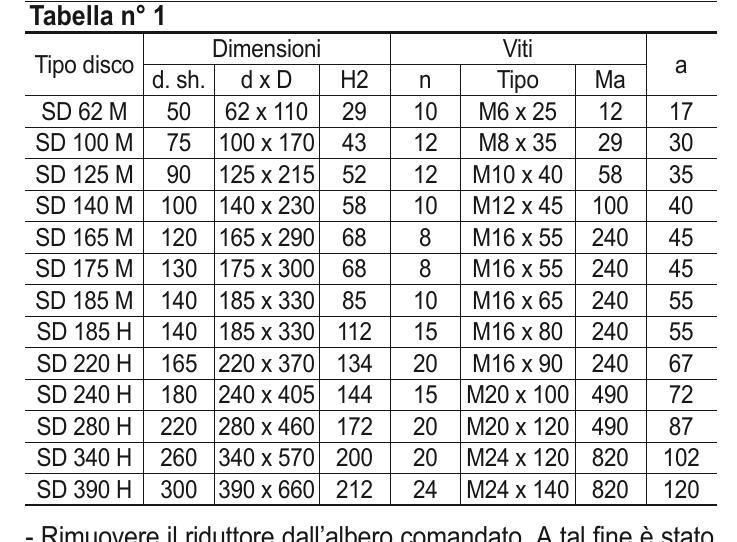 Tabella n° 1
Tipo disco Dimensioni Viti a
d. sh. d x D H2 n Tipo Ma
SD 62 M 50 62 x 110 29 10 M6 x 25 12 17
SD 100 M 75 100 x 170 43 12 M8 x 35 29 30
SD 125 M 90 125 x 215 52 12 M10 x 40 58 35
SD 140 M 100 140 x 230 58 10 M12 x 45 100 40
SD 165 M 120 165 x 290 68 8 M16 x 55 240 45
SD 175 M 130 175 x 300 68 8 M16 x 55 240 45
SD 185 M 140 185 x 330 85 10 M16 x 65 240 55
SD 185 H 140 185 x 330 112 15 M16 x 80 240 55
SD 220 H 165 220 x 370 134 20 M16 x 90 240 67
SD 240 H 180 240 x 405 144 15 M20 x 100 490 72
SD 280 H 220 280 x 460 172 20 M20 x 120 490 87
SD 340 H 260 340 x 570 200 20 M24 x 120 820 102
SD 390 H 300 390 x 660 212 24 M24 x 140 820 120
- Rimuovere il riduttore dall'albero comandato. A tal fine è stato